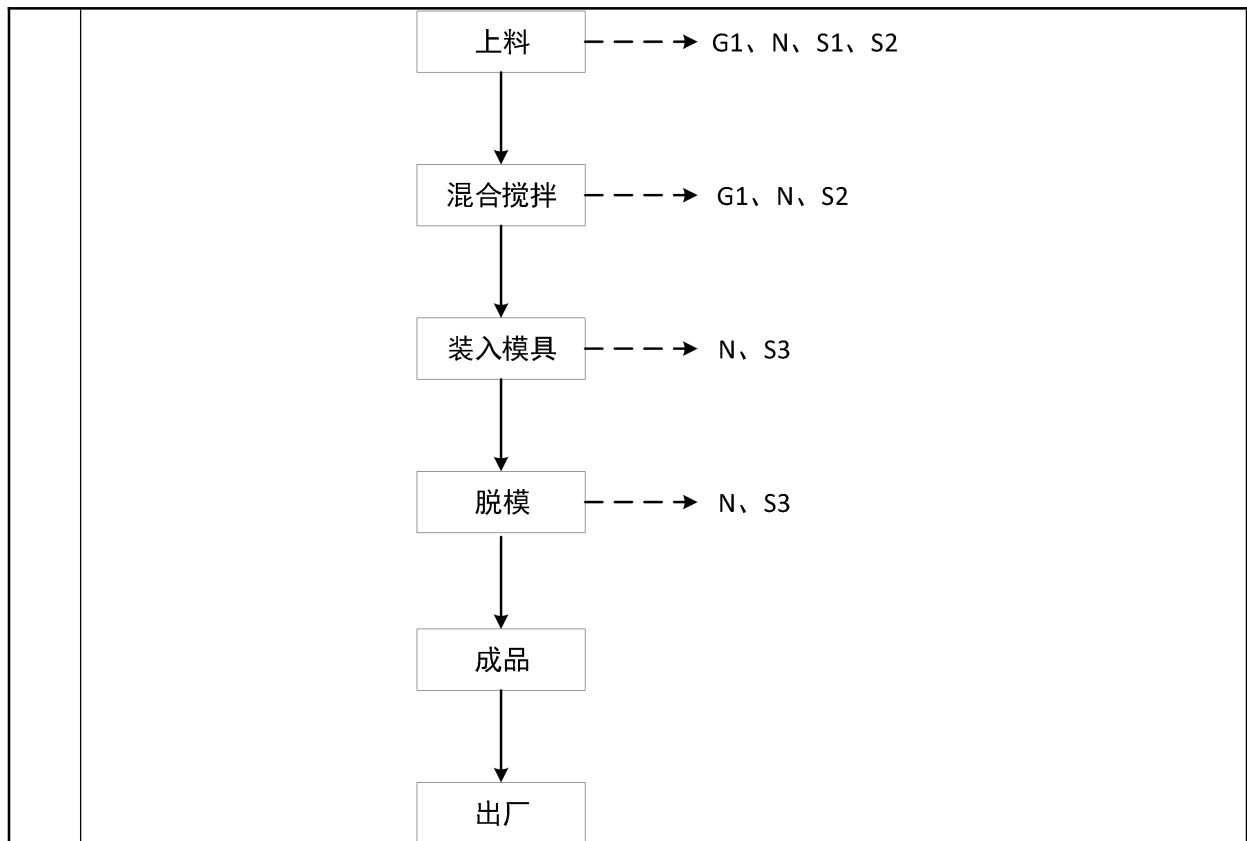 上料 G1、N、S1、S2
混合搅拌 G1、N、S2
装入模具 N、S3
脱模 N、S3
成品
出厂